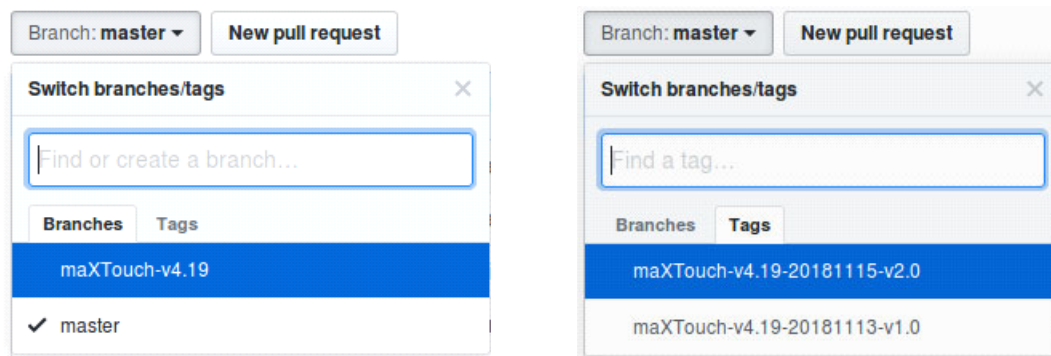 Branch: master
New pull request
Switch branches/tags
Find or create a branch...
Branches
Tags
maXTouch-v4.19
master
Branch: master
New pull request
Switch branches/tags
Find a tag...
Branches
Tags
maXTouch-v4.19-20181115-v2.0
maXTouch-v4.19-20181113-v1.0